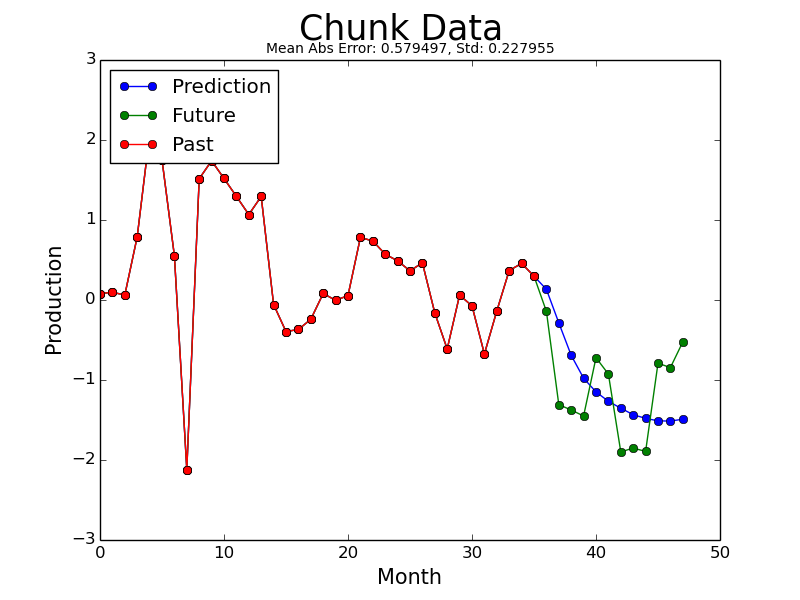 Chunk Data
Mean Abs Error: 0.579497, Std: 0.227955
Prediction
Future
Past
3
2
1
0
−1
−2
−3
Production
0 10 20 30 40 50
Month